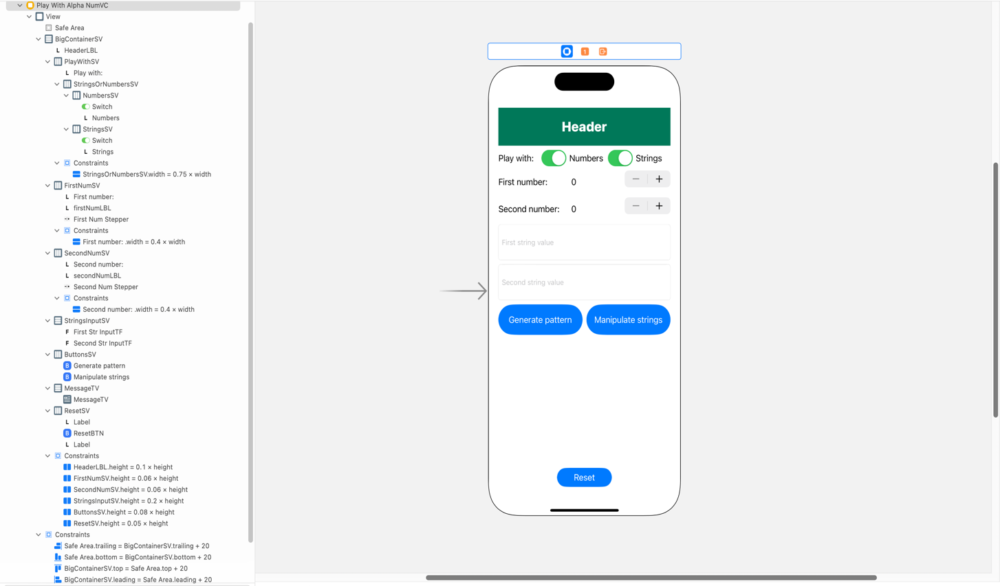 Play With Alpha NumVC
View
Safe Area
BigContainerSV
L HeaderLBL
PlayWithSV
L Play with:
StringsOrNumbersSV
NumbersSV
Switch
L Numbers
StringsSV
Switch
L Strings
Constraints
StringsOrNumbersSV.width = 0.75 × width
FirstNumSV
L First number:
L firstNumLBL
First Num Stepper
Constraints
First number: .width = 0.4 × width
SecondNumSV
L Second number:
L secondNumLBL
Second Num Stepper
Constraints
Second number: .width = 0.4 × width
StringsInputSV
F First Str InputTF
F Second Str InputTF
ButtonsSV
B Generate pattern
B Manipulate strings
MessageTV
MessageTV
ResetSV
L Label
B ResetBTN
L Label
Constraints
HeaderLBL.height = 0.1 × height
FirstNumSV.height = 0.06 × height
SecondNumSV.height = 0.06 × height
StringsInputSV.height = 0.2 × height
ButtonsSV.height = 0.08 × height
ResetSV.height = 0.05 × height
Constraints
Safe Area.trailing = BigContainerSV.trailing + 20
Safe Area.bottom = BigContainerSV.bottom + 20
BigContainerSV.top = Safe Area.top + 20
BigContainerSV.leading = Safe Area.leading + 20
1
Header
Play with: Numbers Strings
First number: 0 − +
Second number: 0 − +
First string value
Second string value
Generate pattern Manipulate strings
Reset